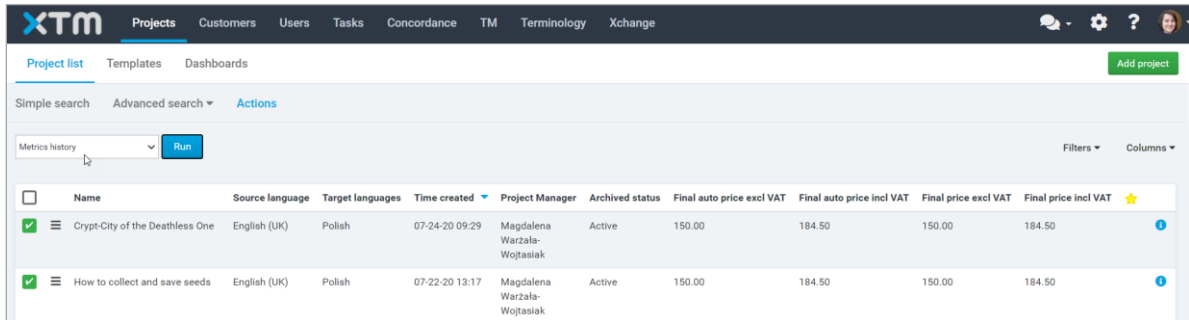 XTM Projects Customers Users Tasks Concordance TM Terminology Xchange ?
Project list Templates Dashboards Add project
Simple search Advanced search Actions
Metrics history Run Filters Columns
Name Source language Target languages Time created Project Manager Archived status Final auto price excl VAT Final auto price incl VAT Final price excl VAT Final price incl VAT
Crypt-City of the Deathless One English (UK) Polish 07-24-20 09:29 Magdalena Active 150.00 184.50 150.00 184.50
Warżała-
Wojtasiak
How to collect and save seeds English (UK) Polish 07-22-20 13:17 Magdalena Active 150.00 184.50 150.00 184.50
Warżała-
Wojtasiak